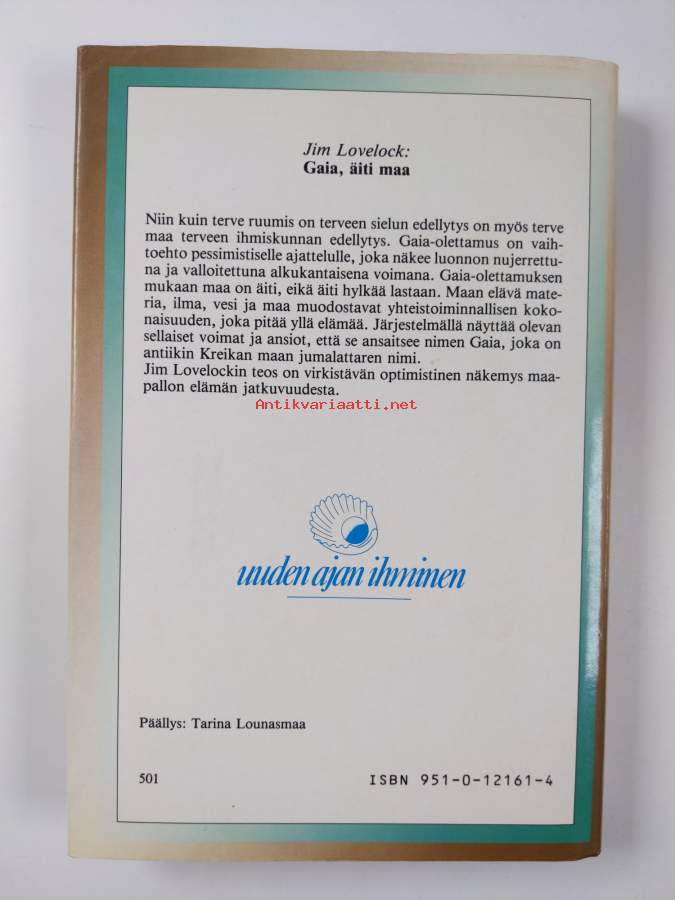 Jim Lovelock:
Gaia, äiti maa
Niin kuin terve ruumis on terveen sielun edellytys on myös terve
maa terveen ihmiskunnan edellytys. Gaia-olettamus on vaih-
toehto pessimistiselle ajattelulle, joka näkee luonnon nujerrettu-
na ja valloitettuna alkukantaisena voimana. Gaia-olettamuksen
mukaan maa on äiti, eikä äiti hylkää lastaan. Maan elävä mate-
ria, ilma, vesi ja maa muodostavat yhteistoiminnallisen koko-
naisuuden, joka pitää yllä elämää. Järjestelmällä näyttää olevan
sellaiset voimat ja ansiot, että se ansaitsee nimen Gaia, joka on
antiikin Kreikan maan jumalattaren nimi.
Jim Lovelockin teos on virkistävän optimistinen näkemys maa-
pallon elämän jatkuvuudesta.
Antikvariaatti.net
uuden ajan ihminen
Päällys: Tarina Lounasmaa
501
ISBN 951-0-12161-4